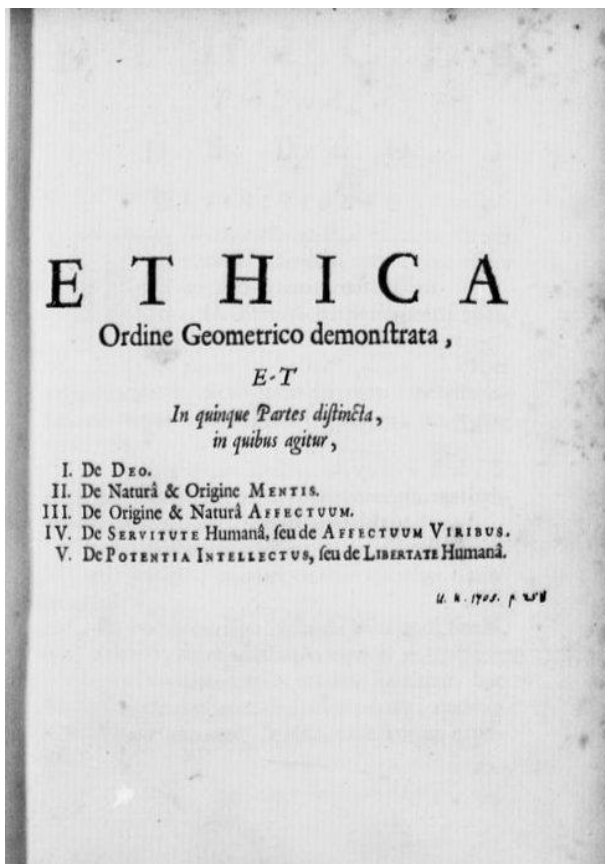 ETHICA
Ordine Geometrico demonſtrata,
E-T
In quinque Partes diſtincta,
in quibus agitur,
I. De DEO.
II. De Naturâ & Origine MENTIS.
III. De Origine & Naturâ AFFECTUUM.
IV. De SERVITUTE Humanâ, ſeu de AFFECTUUM VIRIBUS.
V. De POTENTIA INTELLECTUS, ſeu de LIBERTATE Humanâ.
1705. p